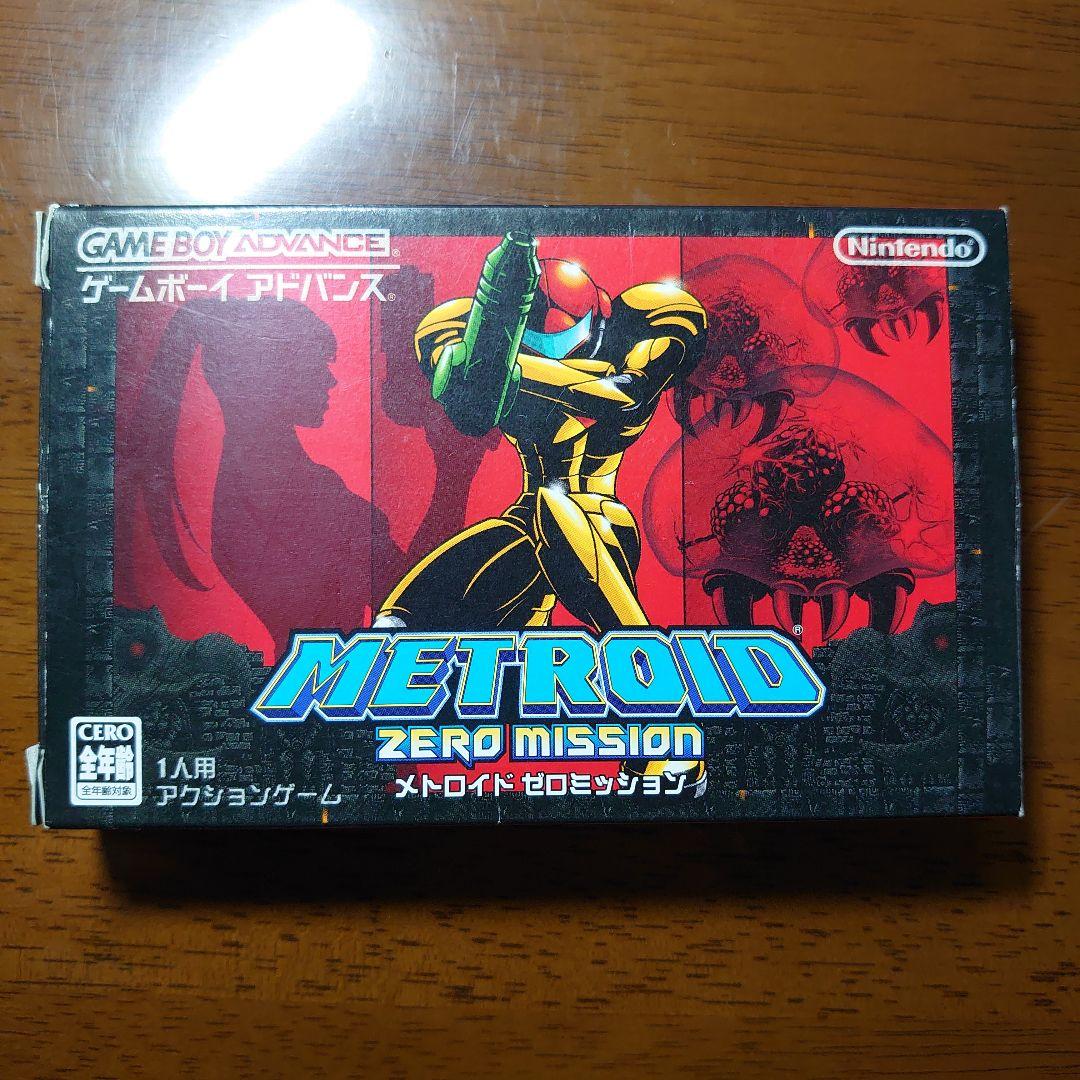 GAME BOY ADVANCE®
ゲームボーイ アドバンス®
Nintendo®
METROID®
ZERO MISSION
メトロイド ゼロミッション
CERO
全年齢
全年齢対象
1人用
アクションゲーム